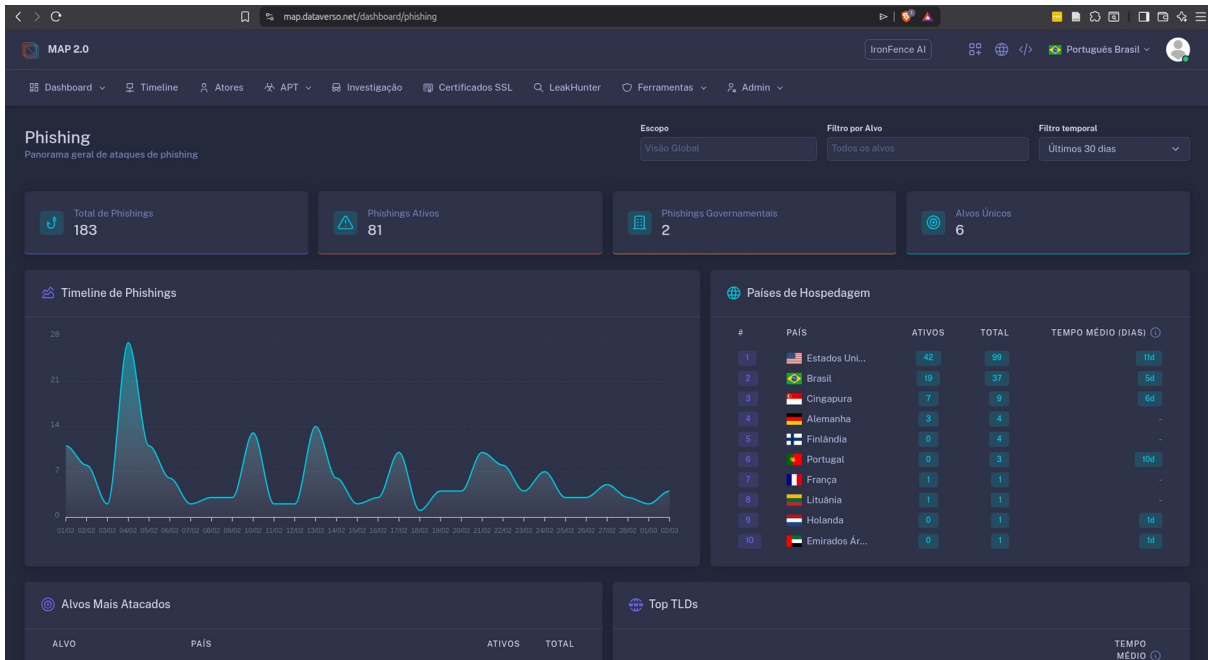 map.dataverso.net/dashboard/phishing
MAP 2.0
IronFence AI
</>
Português Brasil
Dashboard
Timeline
Atores
APT
Investigação
Certificados SSL
LeakHunter
Ferramentas
Admin
Phishing
Panorama geral de ataques de phishing
Escopo
Visão Global
Filtro por Alvo
Todos os alvos
Filtro temporal
Últimos 30 dias
Total de Phishings
183
Phishings Ativos
81
Phishings Governamentais
2
Alvos Únicos
6
Timeline de Phishings
28
21
14
7
0
01/02 02/02 03/02 04/02 05/02 06/02 07/02 08/02 09/02 10/02 11/02 12/02 13/02 14/02 15/02 16/02 17/02 18/02 19/02 20/02 21/02 22/02 23/02 24/02 25/02 26/02 27/02 28/02 01/03 02/03
Países de Hospedagem
# PAÍS ATIVOS TOTAL TEMPO MÉDIO (DIAS)
1 Estados Uni... 42 99 11d
2 Brasil 19 37 5d
3 Cingapura 7 9 6d
4 Alemanha 3 4 -
5 Finlândia 0 4 -
6 Portugal 0 3 10d
7 França 1 1 -
8 Lituânia 1 1 -
9 Holanda 0 1 1d
10 Emirados Ár... 0 1 1d
Alvos Mais Atacados
ALVO PAÍS ATIVOS TOTAL
Top TLDs
TEMPO
MÉDIO